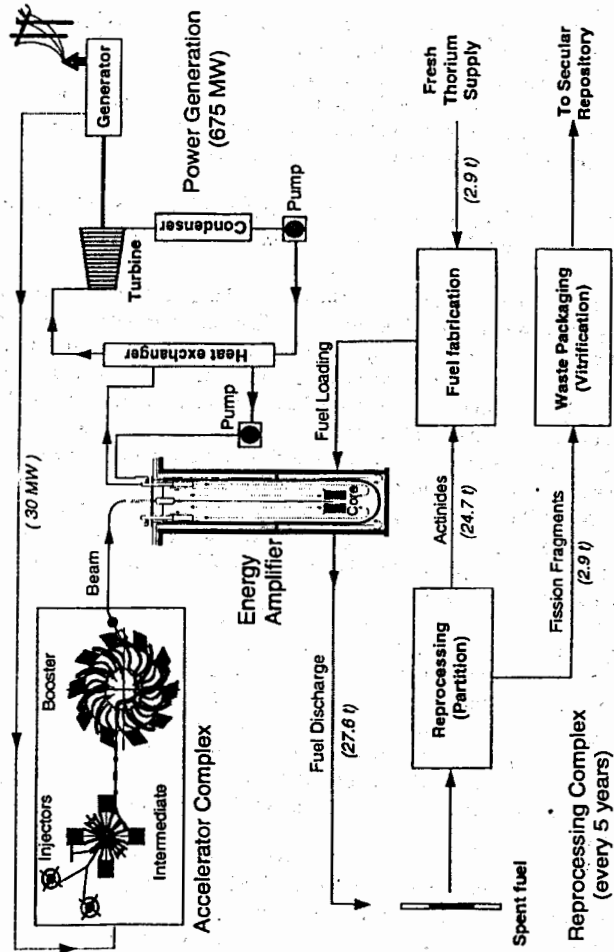 ( 30 MW )
Generator
Power Generation
(675 MW)
Turbine
Condenser
Pump
Heat exchanger
Pump
Injectors
Booster
Intermediate
Beam
Accelerator Complex
Energy
Amplifier
Core
Fuel Loading
Fuel Discharge
(27.6 t)
Fresh
Thorium
Supply
(2.9 t)
Fuel fabrication
Actinides
(24.7 t)
Reprocessing
(Partition)
Spent fuel
Fission Fragments
(2.9 t)
Waste Packaging
(Vitrification)
To Secular
Repository
Reprocessing Complex
(every 5 years)